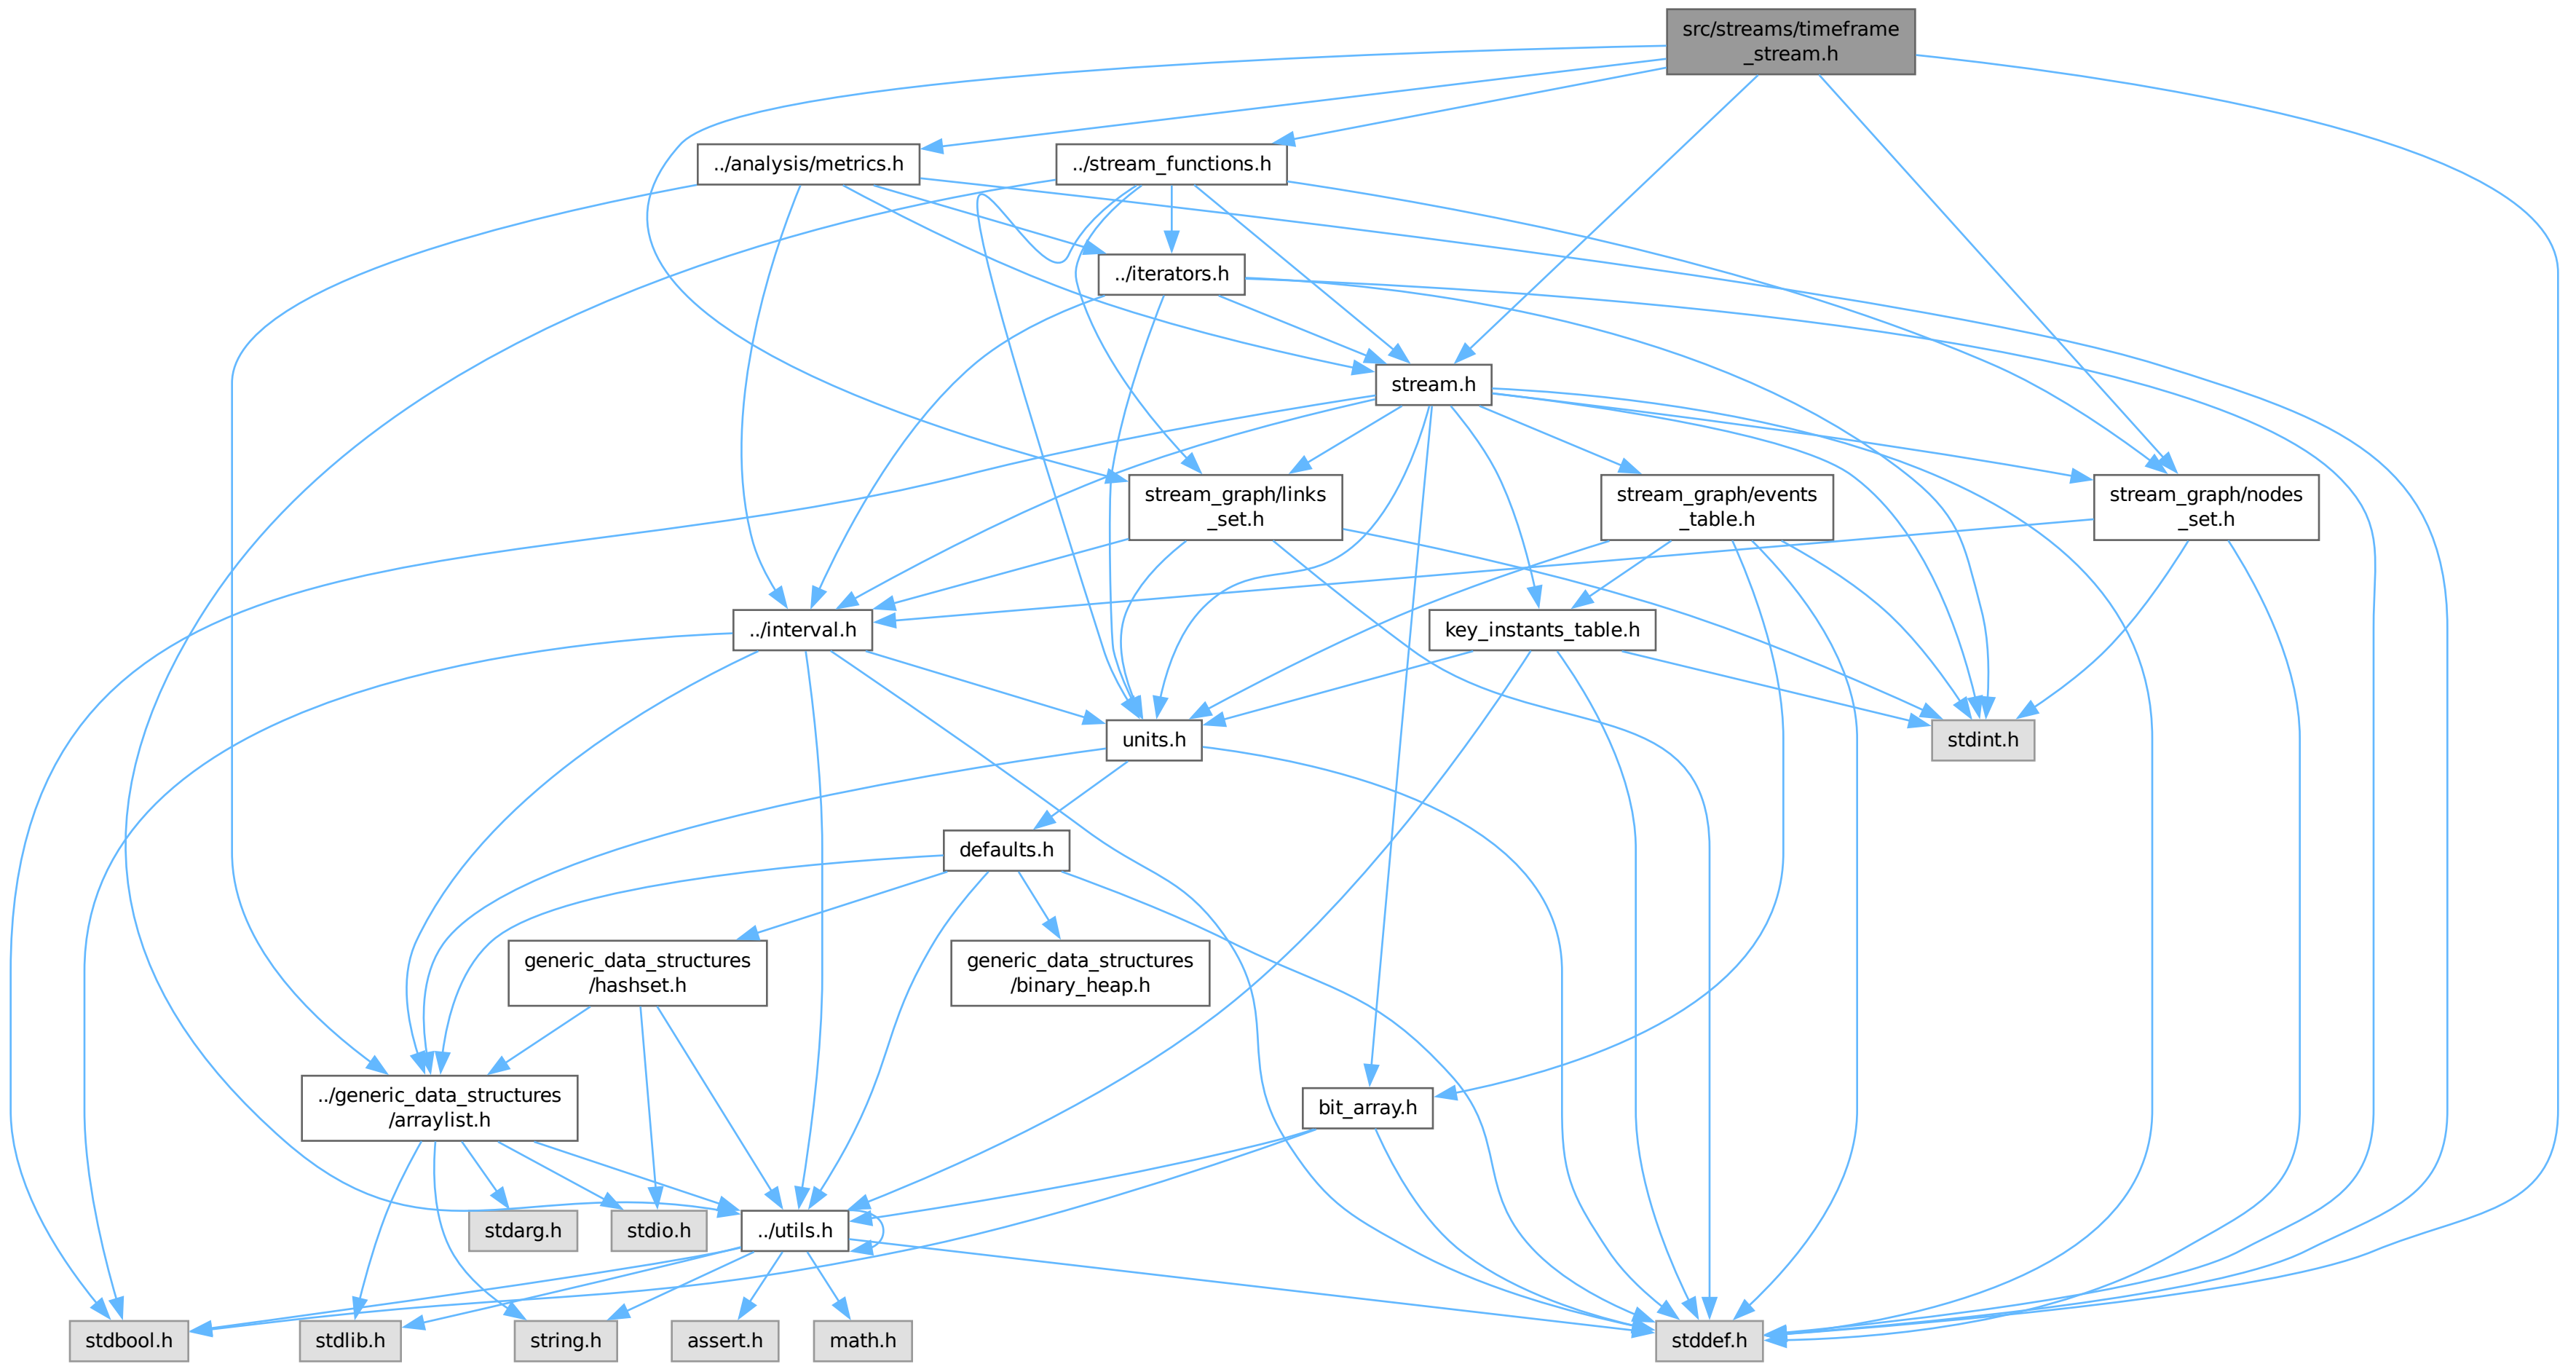 src/streams/timeframe
_stream.h
../analysis/metrics.h
../stream_functions.h
../iterators.h
stream.h
stream_graph/links
_set.h
stream_graph/events
_table.h
stream_graph/nodes
_set.h
../interval.h
key_instants_table.h
units.h
stdint.h
defaults.h
generic_data_structures
/hashset.h
generic_data_structures
/binary_heap.h
../generic_data_structures
/arraylist.h
bit_array.h
stdarg.h
stdio.h
../utils.h
stdbool.h
stdlib.h
string.h
assert.h
math.h
stddef.h